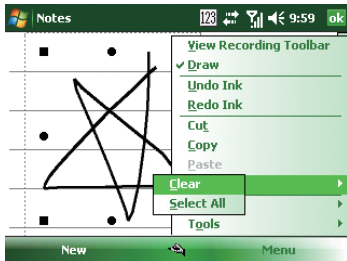 Notes 123 9:59 ok
View Recording Toolbar
Draw
Undo Ink
Redo Ink
Cut
Copy
Paste
Clear
Select All
Tools
New Menu